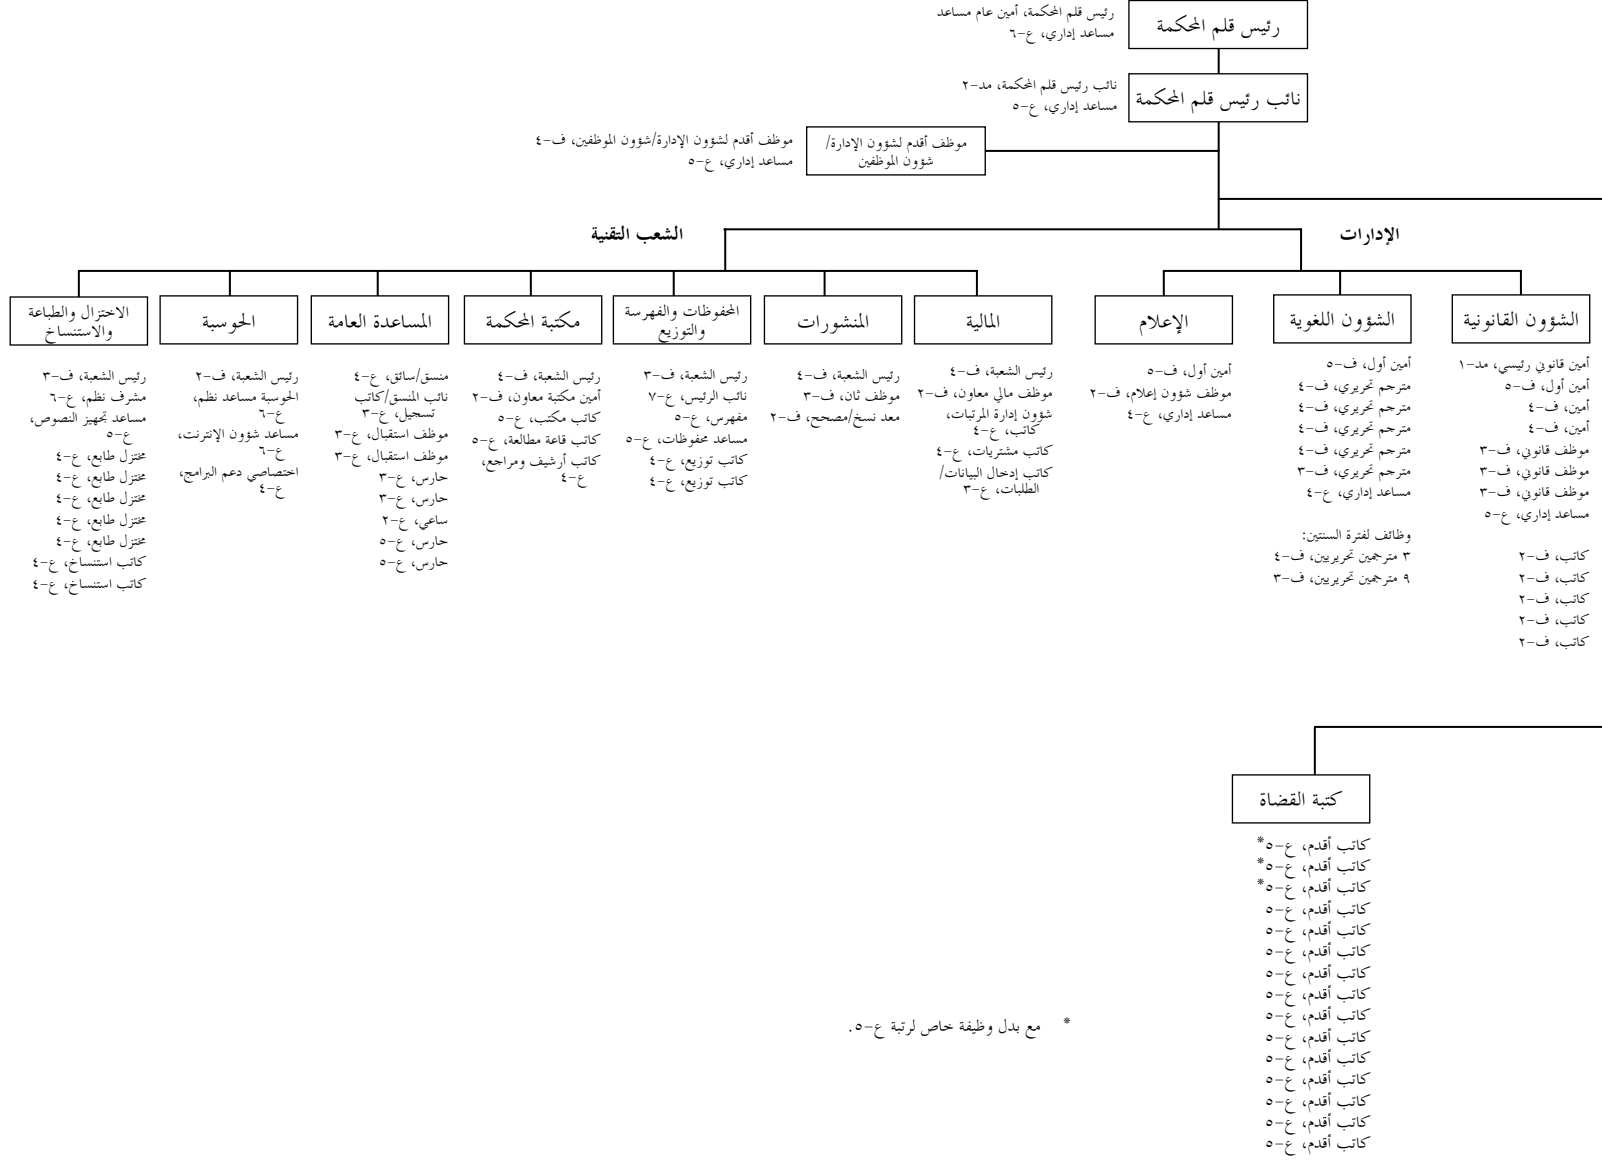 رئيس قلم المحكمة
رئيس قلم المحكمة، أمين عام مساعد
مساعد إداري، ع-٦
نائب رئيس قلم المحكمة
نائب رئيس قلم المحكمة، مد-٢
مساعد إداري، ع-٥
موظف أقدم لشؤون الإدارة/
شؤون الموظفين
موظف أقدم لشؤون الإدارة/شؤون الموظفين، ف-٤
مساعد إداري، ع-٥
الإدارات
الشعب التقنية
الشؤون القانونية
أمين قانوني رئيسي، مد-١
أمين أول، ف-٥
أمين، ف-٤
أمين، ف-٤
موظف قانوني، ف-٣
موظف قانوني، ف-٣
موظف قانوني، ف-٣
مساعد إداري، ع-٥
كاتب، ف-٢
كاتب، ف-٢
كاتب، ف-٢
كاتب، ف-٢
كاتب، ف-٢
الشؤون اللغوية
أمين أول، ف-٥
مترجم تحريري، ف-٤
مترجم تحريري، ف-٤
مترجم تحريري، ف-٤
مترجم تحريري، ف-٤
مترجم تحريري، ف-٣
مساعد إداري، ع-٤
وظائف لفترة السنتين:
٣ مترجمين تحريريين، ف-٤
٩ مترجمين تحريريين، ف-٣
الإعلام
أمين أول، ف-٥
موظف شؤون إعلام، ف-٢
مساعد إداري، ع-٤
المالية
رئيس الشعبة، ف-٤
موظف مالي معاون، ف-٢
شؤون إدارة المرتبات،
كاتب، ع-٤
كاتب مشتريات، ع-٤
كاتب إدخال البيانات/
الطلبات، ع-٣
المنشورات
رئيس الشعبة، ف-٤
موظف ثان، ف-٣
معد نسخ/مصحح، ف-٢
المحفوظات والفهرسة
والتوزيع
رئيس الشعبة، ف-٣
نائب الرئيس، ع-٧
مفهرس، ع-٥
مساعد محفوظات، ع-٥
كاتب توزيع، ع-٤
كاتب توزيع، ع-٤
مكتبة المحكمة
رئيس الشعبة، ف-٤
أمين مكتبة معاون، ف-٢
كاتب مكتب، ع-٥
كاتب قاعة مطالعة، ع-٥
كاتب أرشيف ومراجع،
ع-٤
المساعدة العامة
منسق/سائق، ع-٤
نائب المنسق/كاتب
تسجيل، ع-٣
موظف استقبال، ع-٣
موظف استقبال، ع-٣
حارس، ع-٣
حارس، ع-٣
ساعي، ع-٢
حارس، ع-٥
حارس، ع-٥
الحوسبة
رئيس الشعبة، ف-٢
الحوسبة مساعد نظم،
ع-٦
مساعد شؤون الإنترنت،
ع-٦
اختصاصي دعم البرامج،
ع-٤
الاختزال والطباعة
والاستنساخ
رئيس الشعبة، ف-٣
مشرف نظم، ع-٦
مساعد تجهيز النصوص،
ع-٥
مختزل طابع، ع-٤
مختزل طابع، ع-٤
مختزل طابع، ع-٤
مختزل طابع، ع-٤
مختزل طابع، ع-٤
كاتب استنساخ، ع-٤
كاتب استنساخ، ع-٤
كتبة القضاة
كاتب أقدم، ع-٥*
كاتب أقدم، ع-٥*
كاتب أقدم، ع-٥*
كاتب أقدم، ع-٥
كاتب أقدم، ع-٥
كاتب أقدم، ع-٥
كاتب أقدم، ع-٥
كاتب أقدم، ع-٥
كاتب أقدم، ع-٥
كاتب أقدم، ع-٥
كاتب أقدم، ع-٥
كاتب أقدم، ع-٥
كاتب أقدم، ع-٥
كاتب أقدم، ع-٥
كاتب أقدم، ع-٥
* مع بدل وظيفة خاص لرتبة ع-٥.